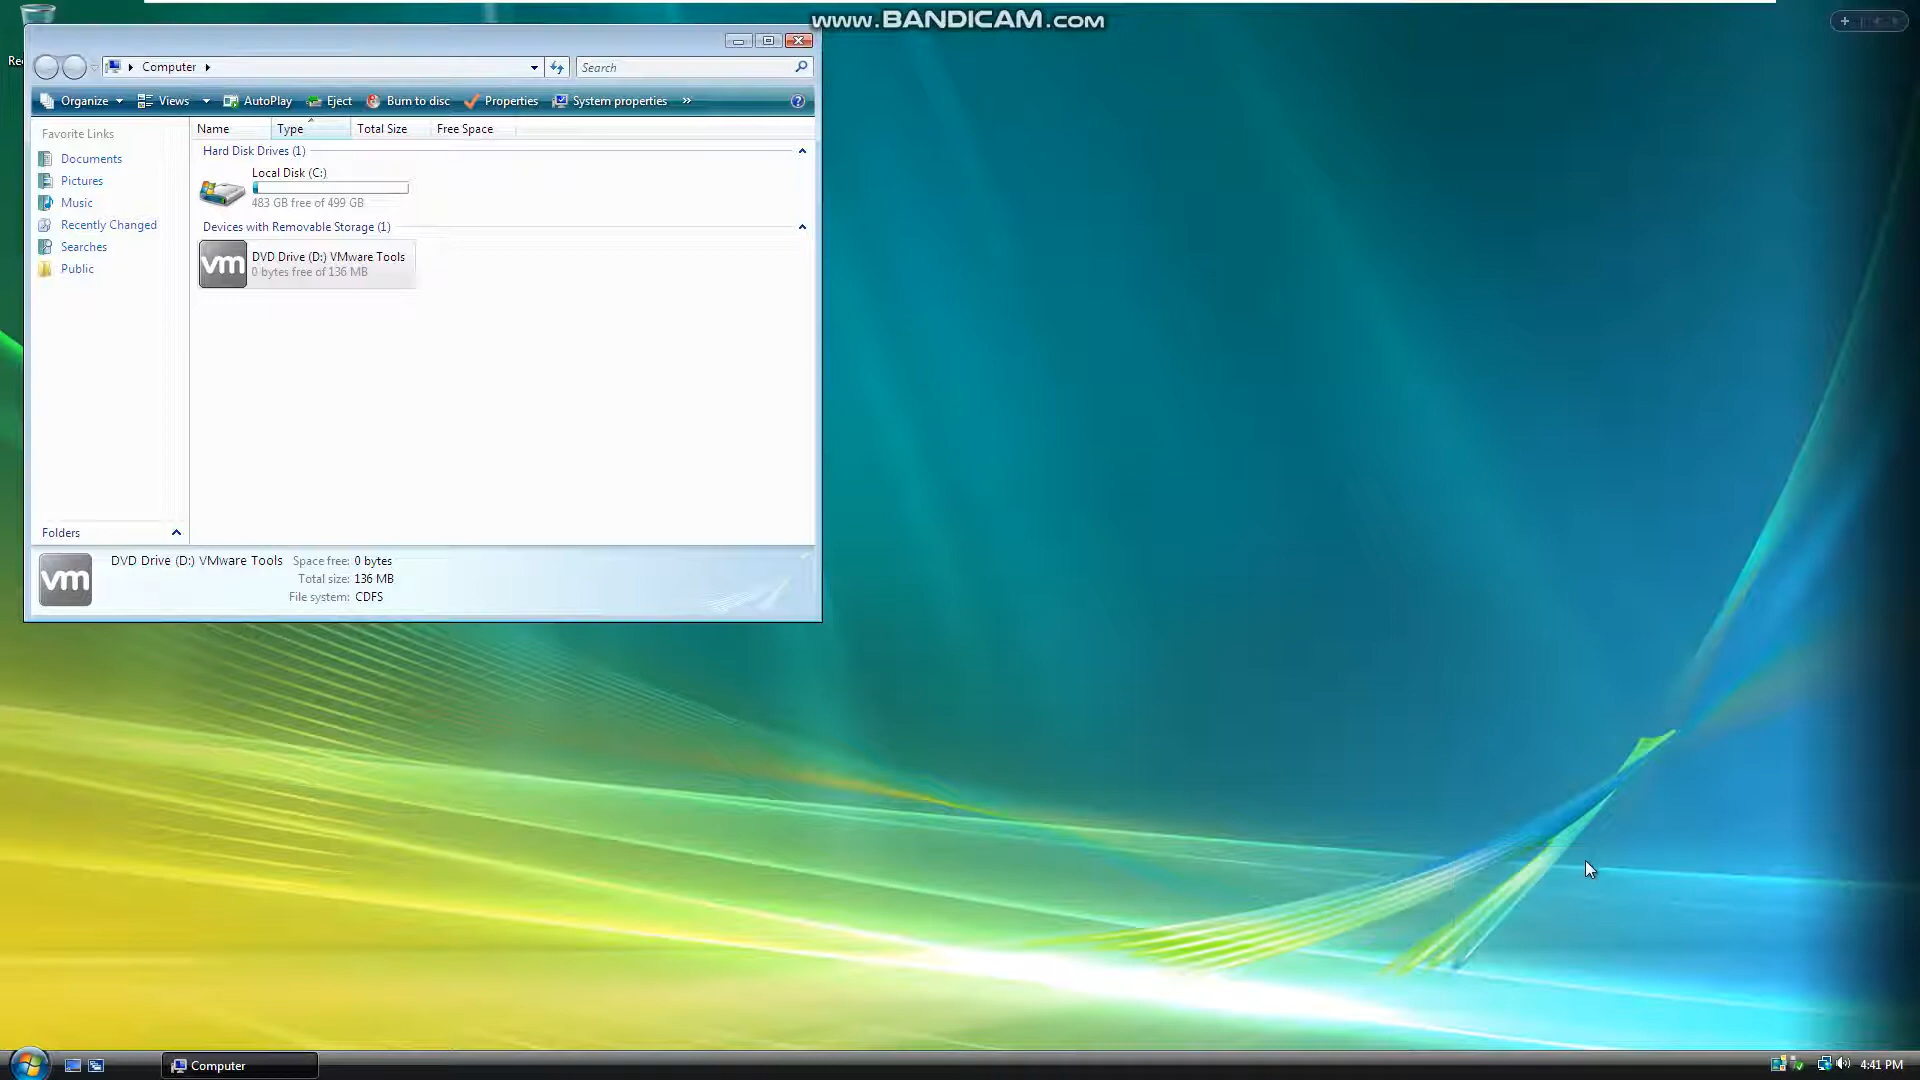 www.BANDICAM.com
Rec
Computer
Search
Organize
Views
AutoPlay
Eject
Burn to disc
Properties
System properties
»
Favorite Links
Documents
Pictures
Music
Recently Changed
Searches
Public
Folders
Name
Type
Total Size
Free Space
Hard Disk Drives (1)
Local Disk (C:)
483 GB free of 499 GB
Devices with Removable Storage (1)
vm
DVD Drive (D:) VMware Tools
0 bytes free of 136 MB
vm
DVD Drive (D:) VMware Tools
Space free: 0 bytes
Total size: 136 MB
File system: CDFS
Computer
4:41 PM